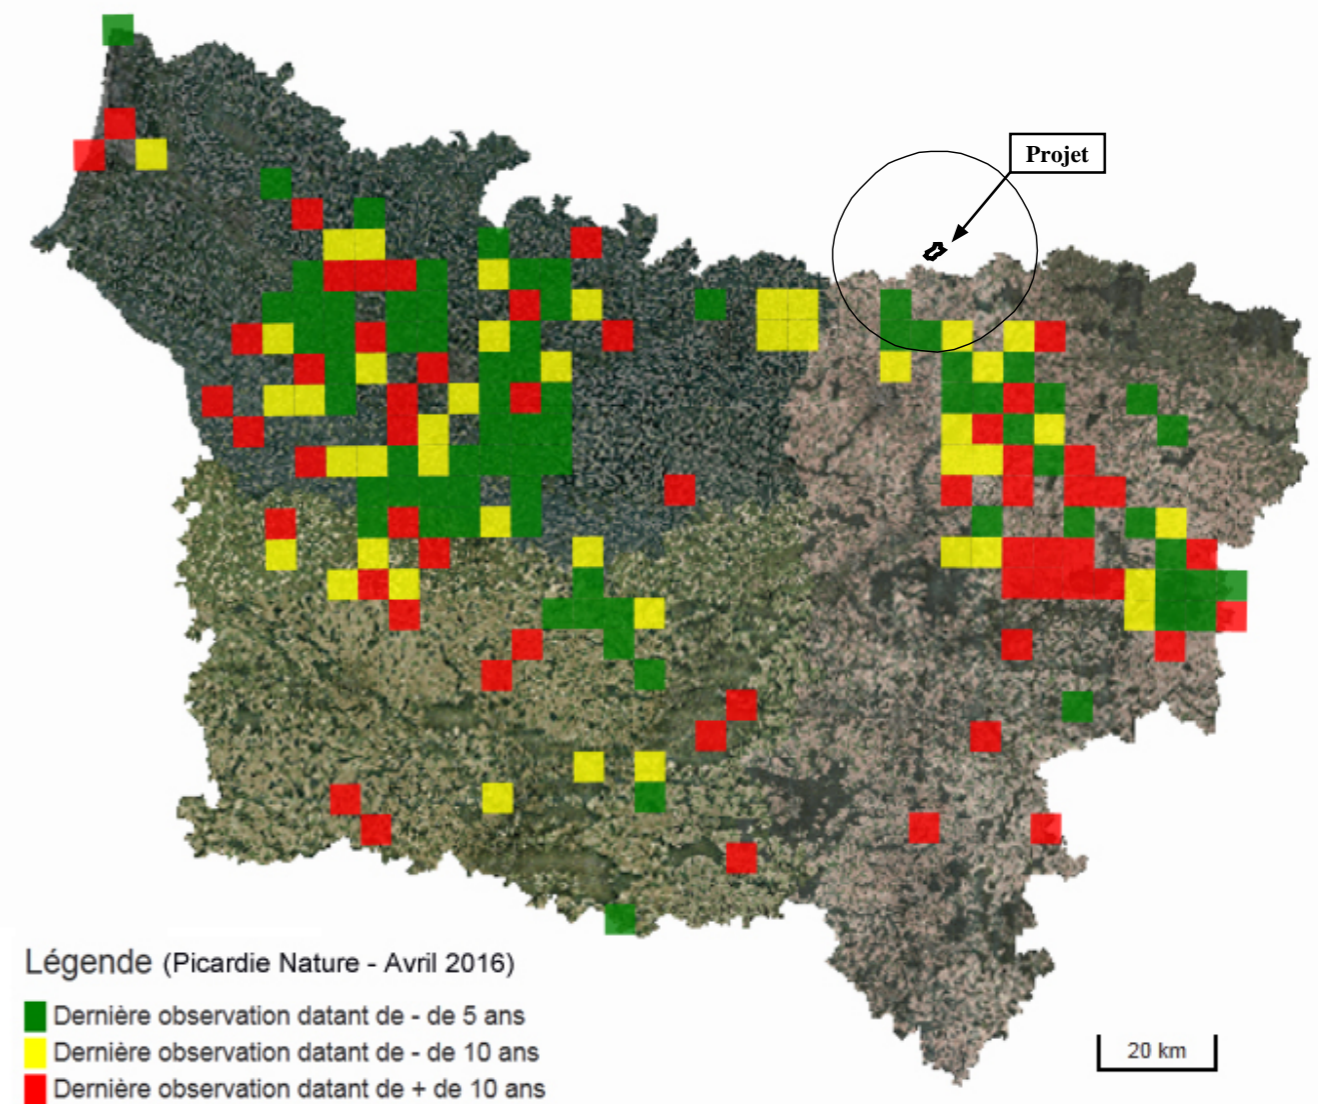 Projet
Légende (Picardie Nature - Avril 2016)
Dernière observation datant de - de 5 ans
Dernière observation datant de - de 10 ans
Dernière observation datant de + de 10 ans
20 km